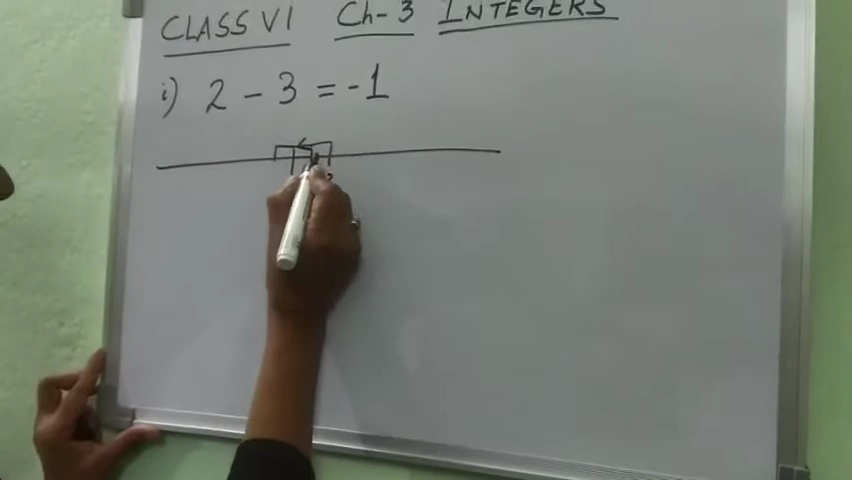 CLASS VI Ch-3 INTEGERS
i) 2 - 3 = -1